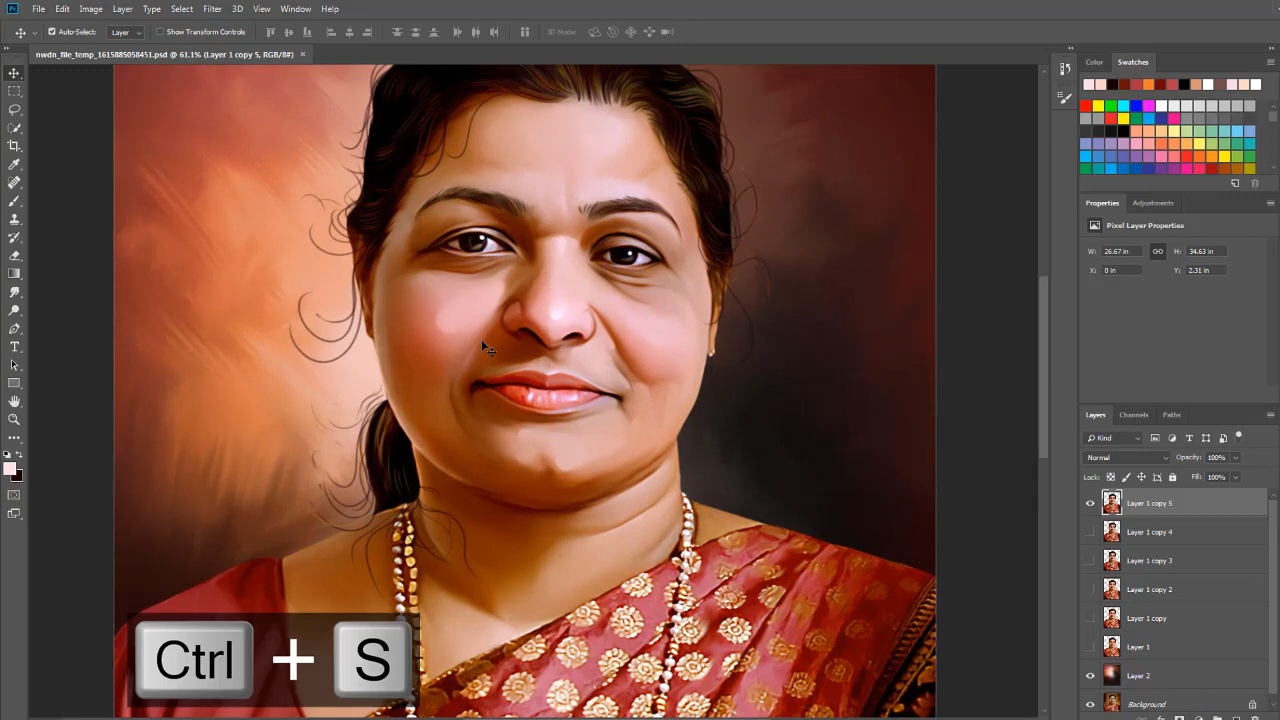 Ps File Edit Image Layer Type Select Filter 3D View Window Help
Auto-Select: Layer Show Transform Controls 3D Mode:
nwdn_file_temp_1615885058451.psd @ 61.1% (Layer 1 copy 5, RGB/8#) ×
Color Swatches
Properties Adjustments
Pixel Layer Properties
W: 26.67 in H: 34.63 in
X: 0 in Y: 2.31 in
Layers Channels Paths
Kind
Normal Opacity: 100%
Lock: Fill: 100%
Layer 1 copy 5
Layer 1 copy 4
Layer 1 copy 3
Layer 1 copy 2
Layer 1 copy
Layer 1
Layer 2
Background
Ctrl + S